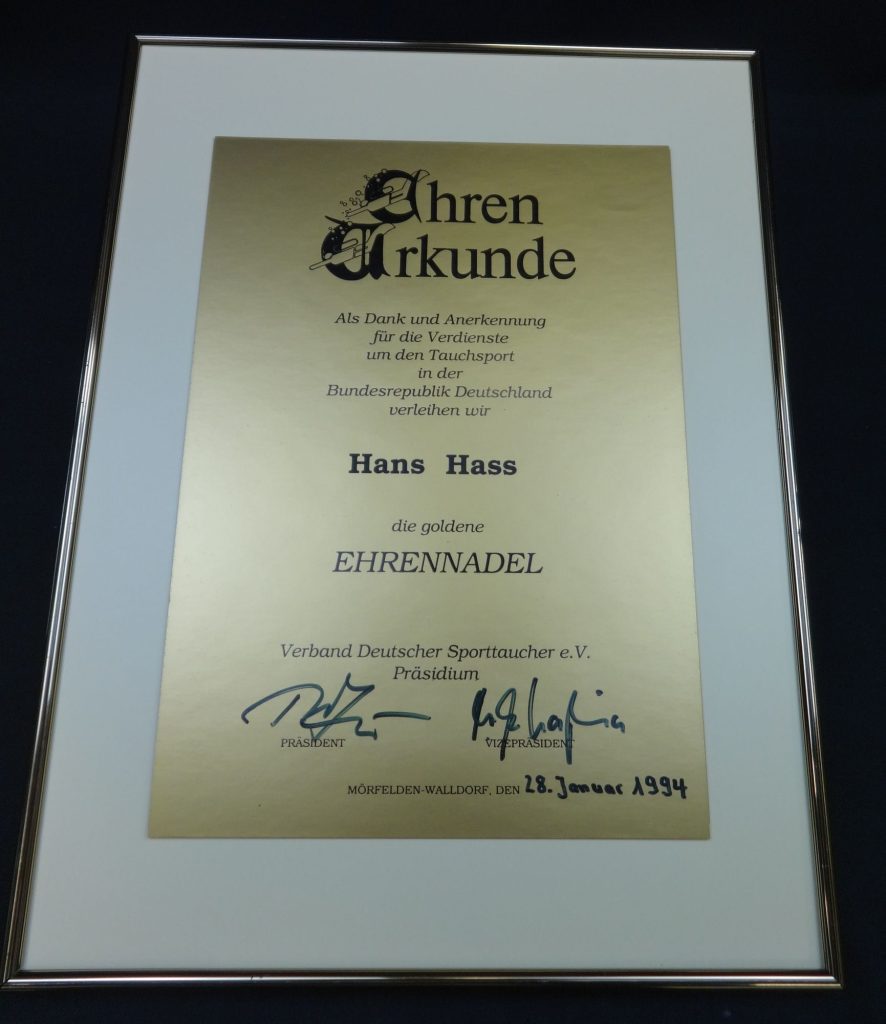 Ehren
Urkunde
Als Dank und Anerkennung
für die Verdienste
um den Tauchsport
in der
Bundesrepublik Deutschland
verleihen wir
Hans Hass
die goldene
EHRENNADEL
Verband Deutscher Sporttaucher e.V.
Präsidium
PRÄSIDENT VIZEPRÄSIDENT
MÖRFELDEN-WALLDORF, DEN 28. Januar 1994